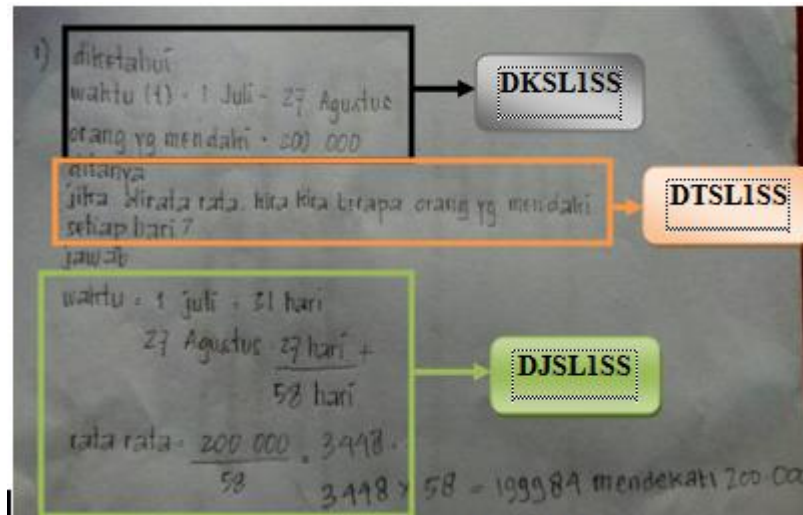 1) diketahui
waktu (t) = 1 Juli - 27 Agustus
orang yg mendaki = 200 000
ditanya
jika dirata rata. kira kira berapa orang yg mendaki
setiap hari?
jawab
waktu = 1 juli = 31 hari
27 Agustus 27 hari +
58 hari
rata rata = 200 000 = 3448.
58
3448 x 58 = 199984 mendekati 200.00
DKSL1SS
DTSL1SS
DJSL1SS